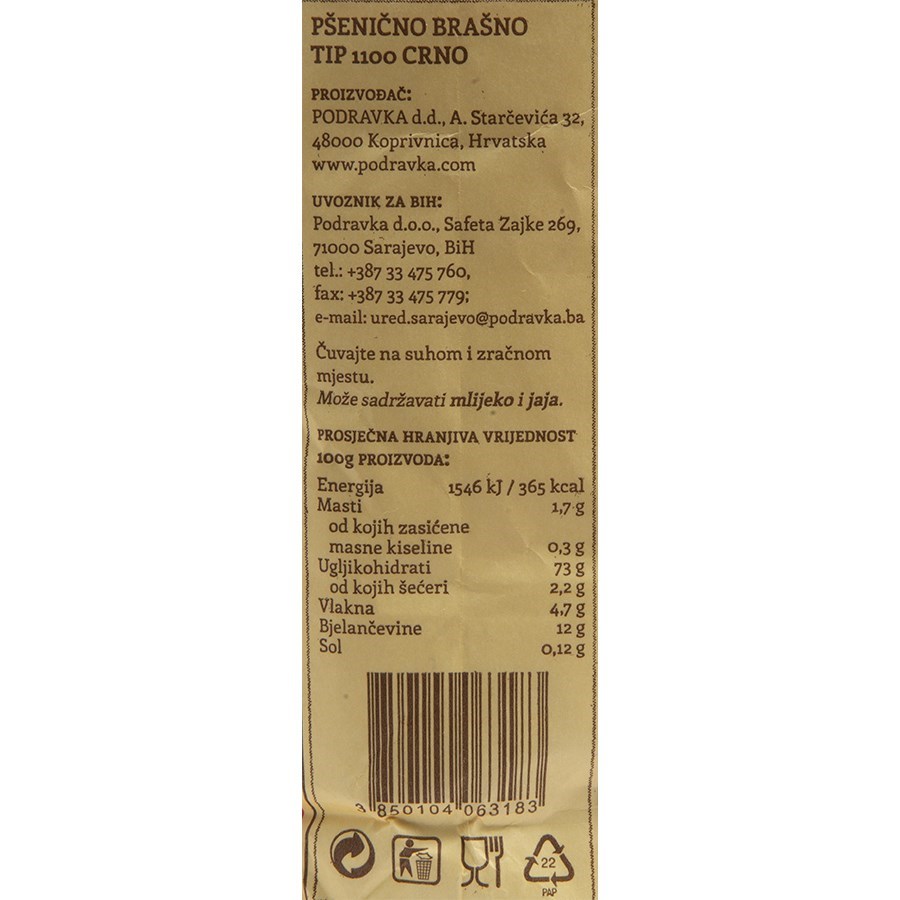 PŠENIČNO BRAŠNO
TIP 1100 CRNO
PROIZVOĐAČ:
PODRAVKA d.d., A. Starčevića 32,
48000 Koprivnica, Hrvatska
www.podravka.com
UVOZNIK ZA BIH:
Podravka d.o.o., Safeta Zajke 269,
71000 Sarajevo, BiH
tel.: +387 33 475 760,
fax: +387 33 475 779;
e-mail: ured.sarajevo@podravka.ba
Čuvajte na suhom i zračnom
mjestu.
Može sadržavati mlijeko i jaja.
PROSJEČNA HRANJIVA VRIJEDNOST
100g PROIZVODA:
Energija 1546 kJ / 365 kcal
Masti 1,7 g
od kojih zasićene
masne kiseline 0,3 g
Ugljikohidrati 73 g
od kojih šećeri 2,2 g
Vlakna 4,7 g
Bjelančevine 12 g
Sol 0,12 g
3 850104 063183
22
PAP